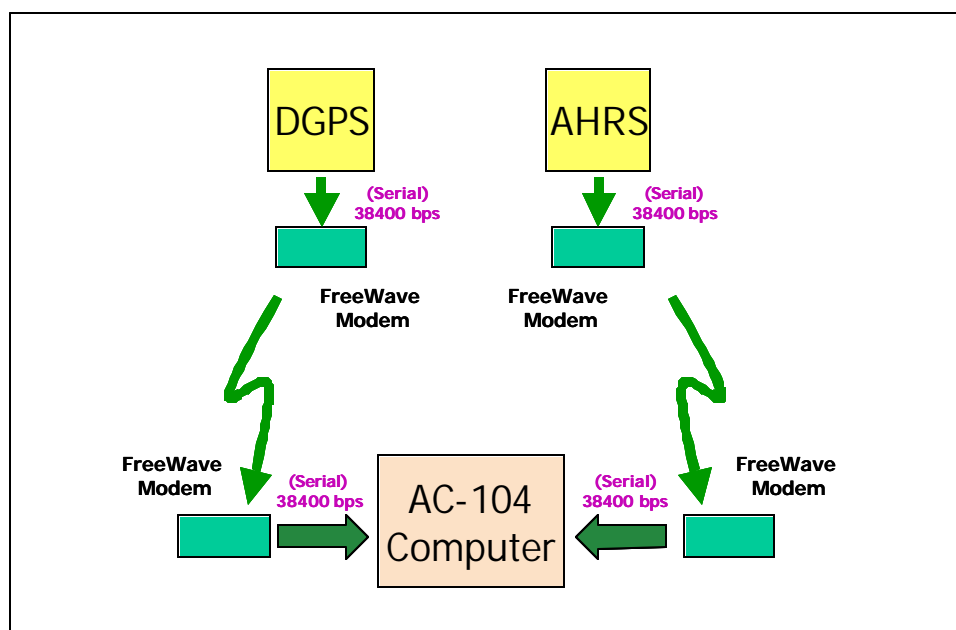 DGPS
AHRS
(Serial)
38400 bps
(Serial)
38400 bps
FreeWave
Modem
FreeWave
Modem
FreeWave
Modem
(Serial)
38400 bps
AC-104
Computer
(Serial)
38400 bps
FreeWave
Modem